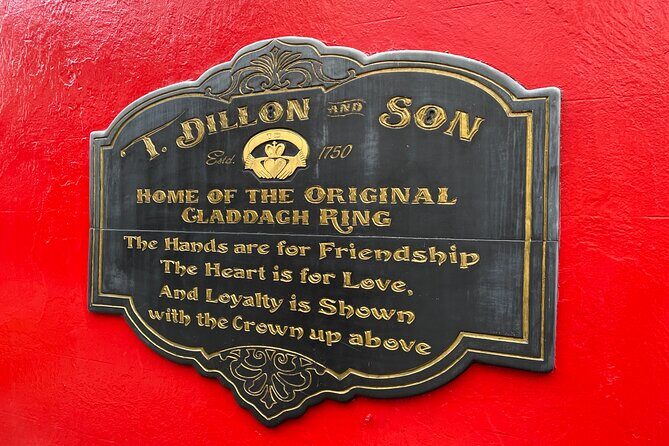 T. DILLON AND SON
Estd. 1750
HOME OF THE ORIGINAL
CLADDAGH RING
The Hands are for Friendship
The Heart is for Love,
And Loyalty is Shown
with the Crown up above